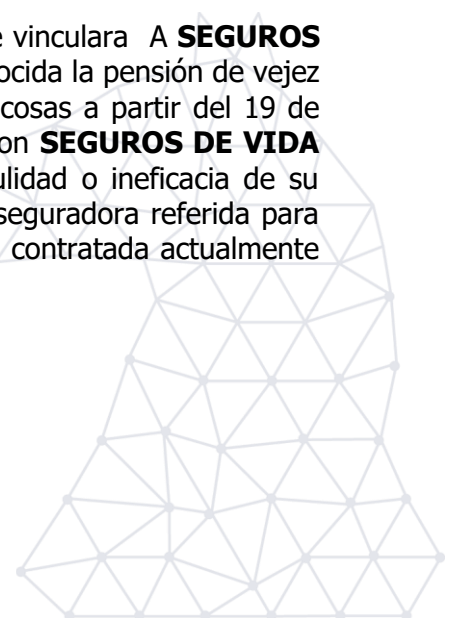 vinculara A SEGUROS
ocida la pensión de vejez
cosas a partir del 19 de
on SEGUROS DE VIDA
ulidad o ineficacia de su
seguradora referida para
contratada actualmente